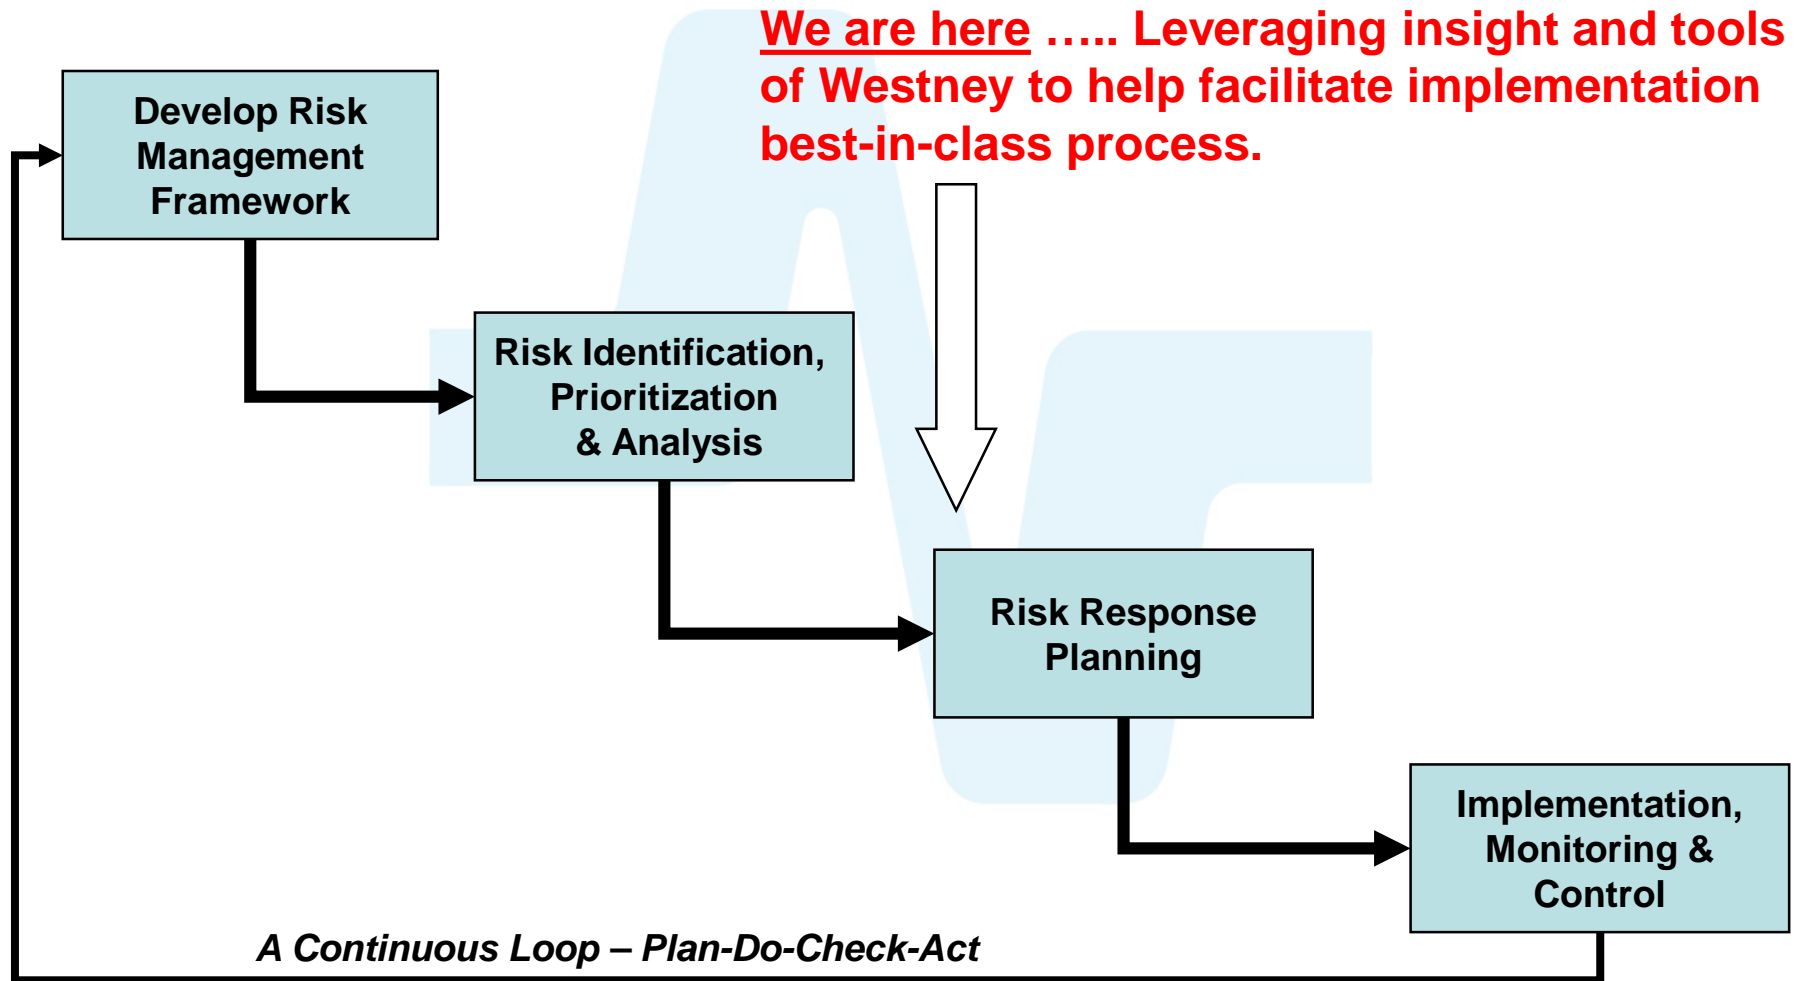 We are here ….. Leveraging insight and tools
of Westney to help facilitate implementation
best-in-class process.
Develop Risk
Management
Framework
Risk Identification,
Prioritization
& Analysis
Risk Response
Planning
Implementation,
Monitoring &
Control
A Continuous Loop – Plan-Do-Check-Act